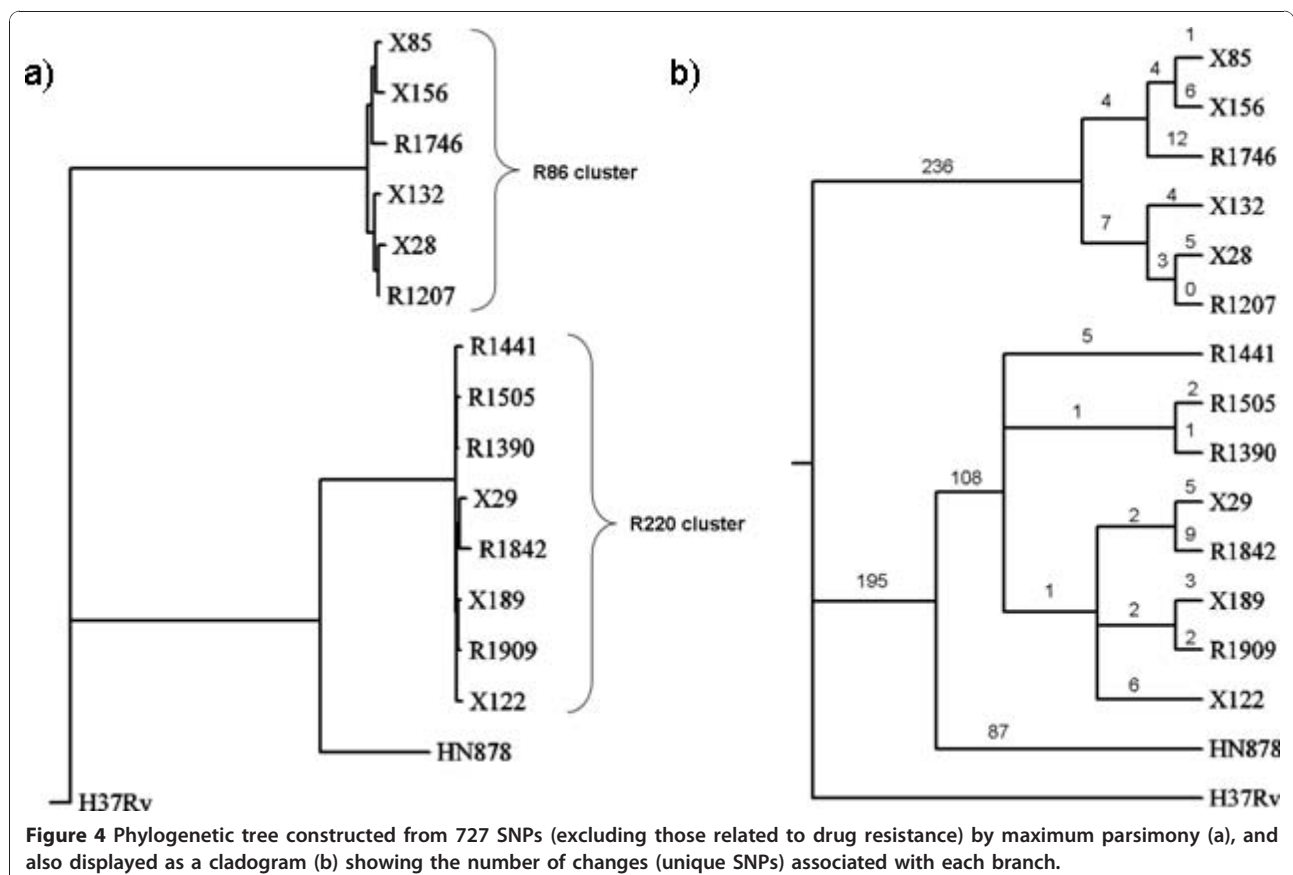 a)
X85
X156
R1746
X132
X28
R1207
R86 cluster
R1441
R1505
R1390
X29
R1842
X189
R1909
X122
R220 cluster
HN878
H37Rv
b)
1
X85
4
6
X156
4
12
R1746
236
4
X132
7
5
X28
3
0
R1207
5
R1441
2
R1505
1
1
R1390
108
5
X29
2
9
R1842
195
1
3
X189
2
2
R1909
6
X122
87
HN878
H37Rv
Figure 4 Phylogenetic tree constructed from 727 SNPs (excluding those related to drug resistance) by maximum parsimony (a), and
also displayed as a cladogram (b) showing the number of changes (unique SNPs) associated with each branch.